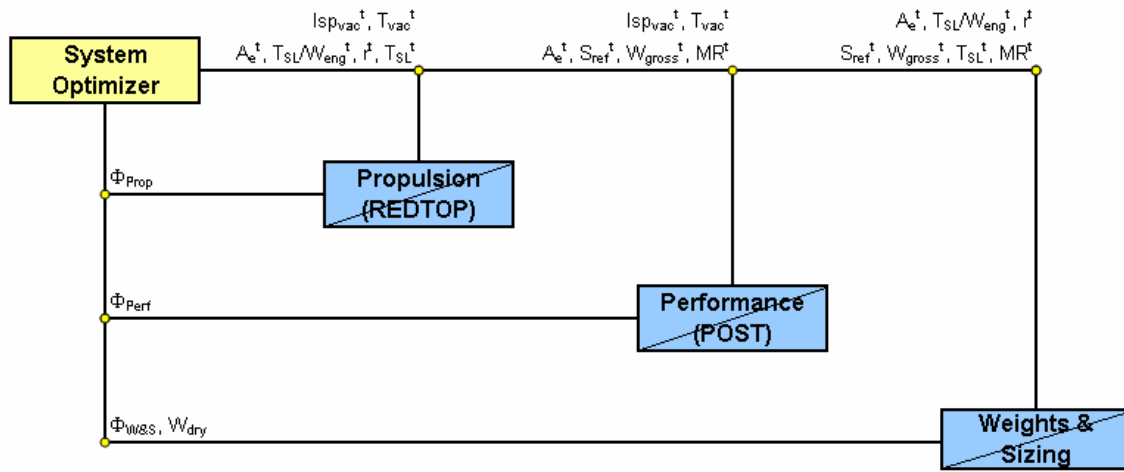 Isp_vac^t, T_vac^t
Isp_vac^t, T_vac^t
A_e^t, T_SL/W_eng^t, r^t
System
Optimizer
A_e^t, T_SL/W_eng^t, r^t, T_SL^t
A_e^t, S_ref^t, W_gross^t, MR^t
S_ref^t, W_gross^t, T_SL^t, MR^t
Φ_Prop
Propulsion
(REDTOP)
Φ_Perf
Performance
(POST)
Φ_W&S, W_dry
Weights &
Sizing